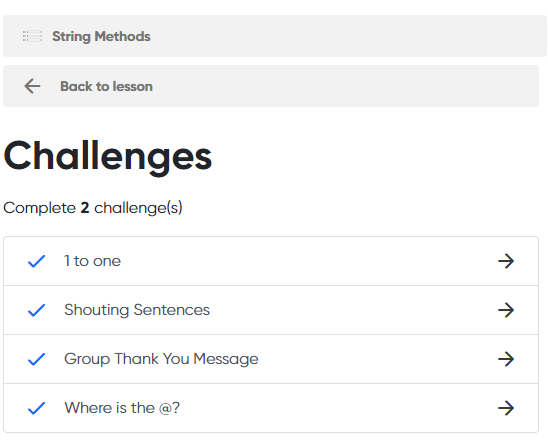 String Methods
Back to lesson
Challenges
Complete 2 challenge(s)
1 to one
Shouting Sentences
Group Thank You Message
Where is the @?